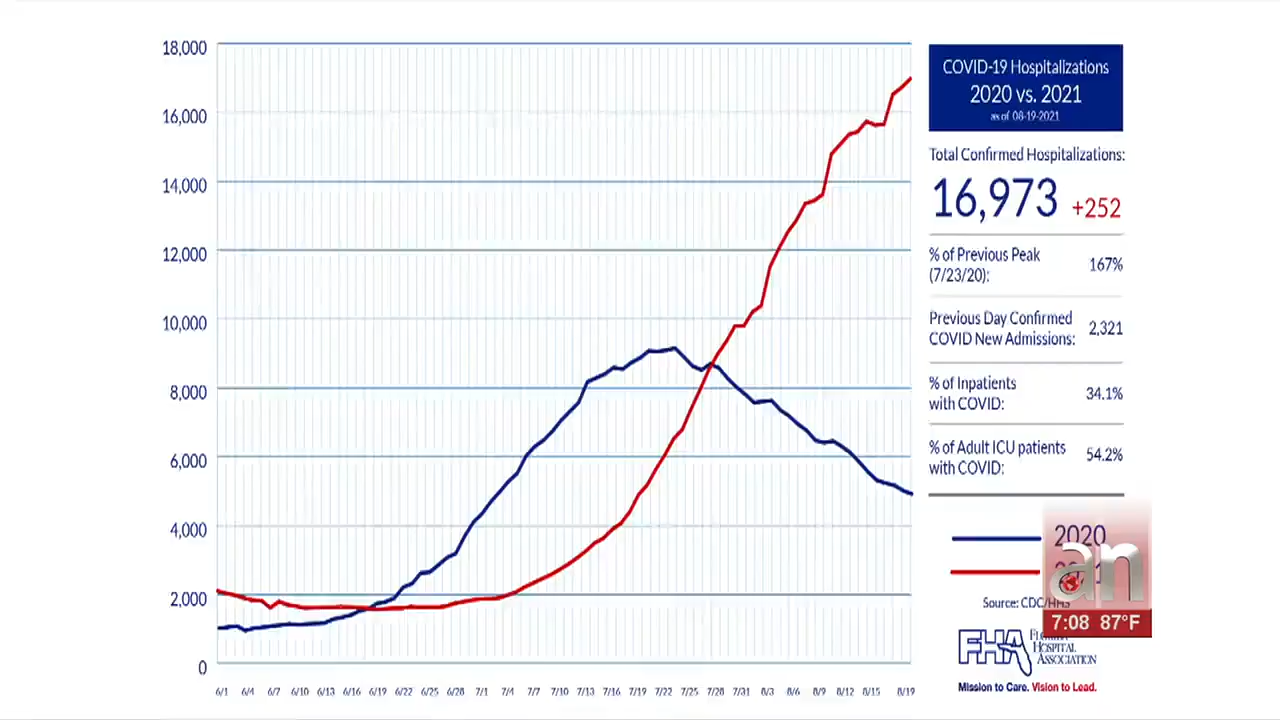 18,000
16,000
14,000
12,000
10,000
8,000
6,000
4,000
2,000
0
6/1 6/4 6/7 6/10 6/13 6/16 6/19 6/22 6/25 6/28 7/1 7/4 7/7 7/10 7/13 7/16 7/19 7/22 7/25 7/28 7/31 8/3 8/6 8/9 8/12 8/15 8/19
COVID-19 Hospitalizations
2020 vs. 2021
as of 08-19-2021
Total Confirmed Hospitalizations:
16,973 +252
% of Previous Peak
(7/23/20):
167%
Previous Day Confirmed
COVID New Admissions:
2,321
% of Inpatients
with COVID:
34.1%
% of Adult ICU patients
with COVID:
54.2%
2020
an
Source: CDC/HHS
7:08 87°F
FHA
Florida
Hospital
Association
Mission to Care. Vision to Lead.